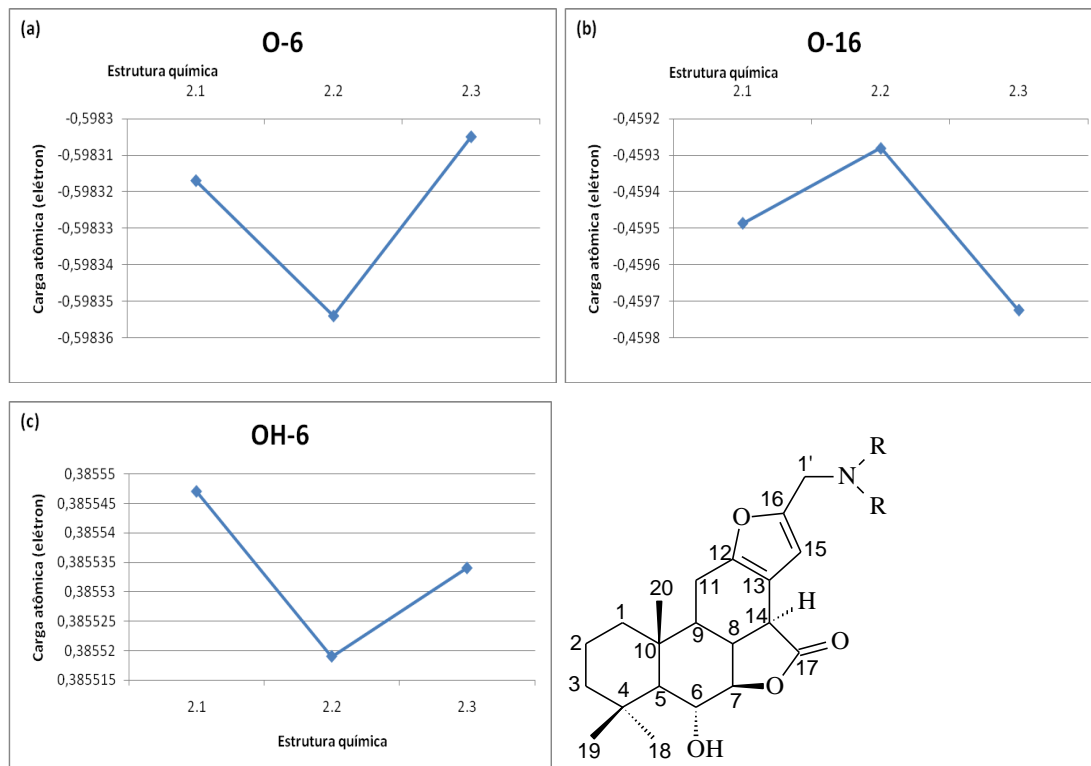 (a)
O-6
Estrutura química
2.1 2.2 2.3
Carga atômica (elétron)
-0,5983
-0,59831
-0,59832
-0,59833
-0,59834
-0,59835
-0,59836
(b)
O-16
Estrutura química
2.1 2.2 2.3
Carga atômica (elétron)
-0,4592
-0,4593
-0,4594
-0,4595
-0,4596
-0,4597
-0,4598
(c)
OH-6
Carga atômica (elétron)
0,38555
0,385545
0,38554
0,385535
0,38553
0,385525
0,38552
0,385515
2.1 2.2 2.3
Estrutura química
R
1'
N
R
16
O
15
12
11
13
20
H
1
14
9
8
O
2
10
17
O
3
4
5
6
7
19
18
OH